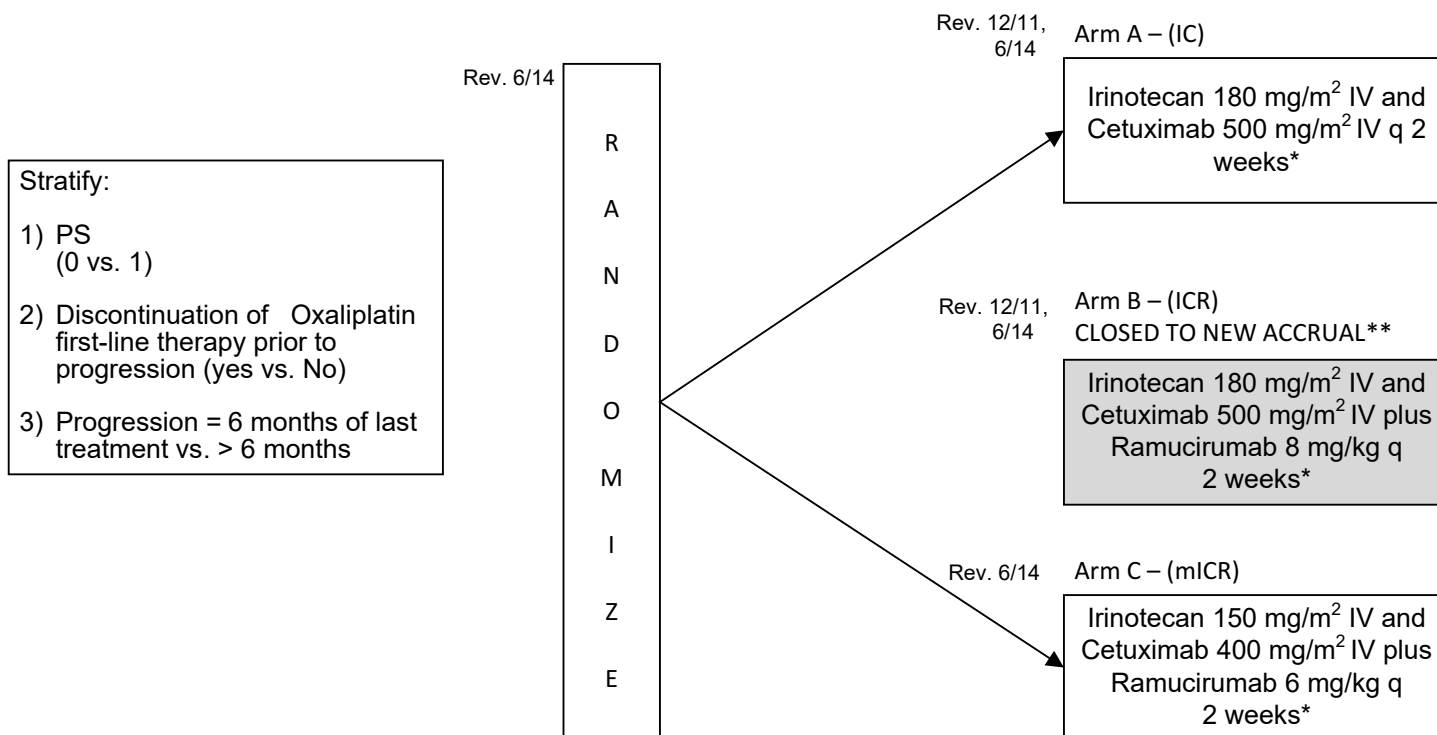 Rev. 12/11,
6/14
Arm A – (IC)
Irinotecan 180 mg/m² IV and
Cetuximab 500 mg/m² IV q 2
weeks*
Rev. 6/14
R
A
N
D
O
M
I
Z
E
Stratify:
1) PS
(0 vs. 1)
2) Discontinuation of Oxaliplatin
first-line therapy prior to
progression (yes vs. No)
3) Progression = 6 months of last
treatment vs. > 6 months
Rev. 12/11,
6/14
Arm B – (ICR)
CLOSED TO NEW ACCRUAL**
Irinotecan 180 mg/m² IV and
Cetuximab 500 mg/m² IV plus
Ramucirumab 8 mg/kg q
2 weeks*
Rev. 6/14
Arm C – (mICR)
Irinotecan 150 mg/m² IV and
Cetuximab 400 mg/m² IV plus
Ramucirumab 6 mg/kg q
2 weeks*